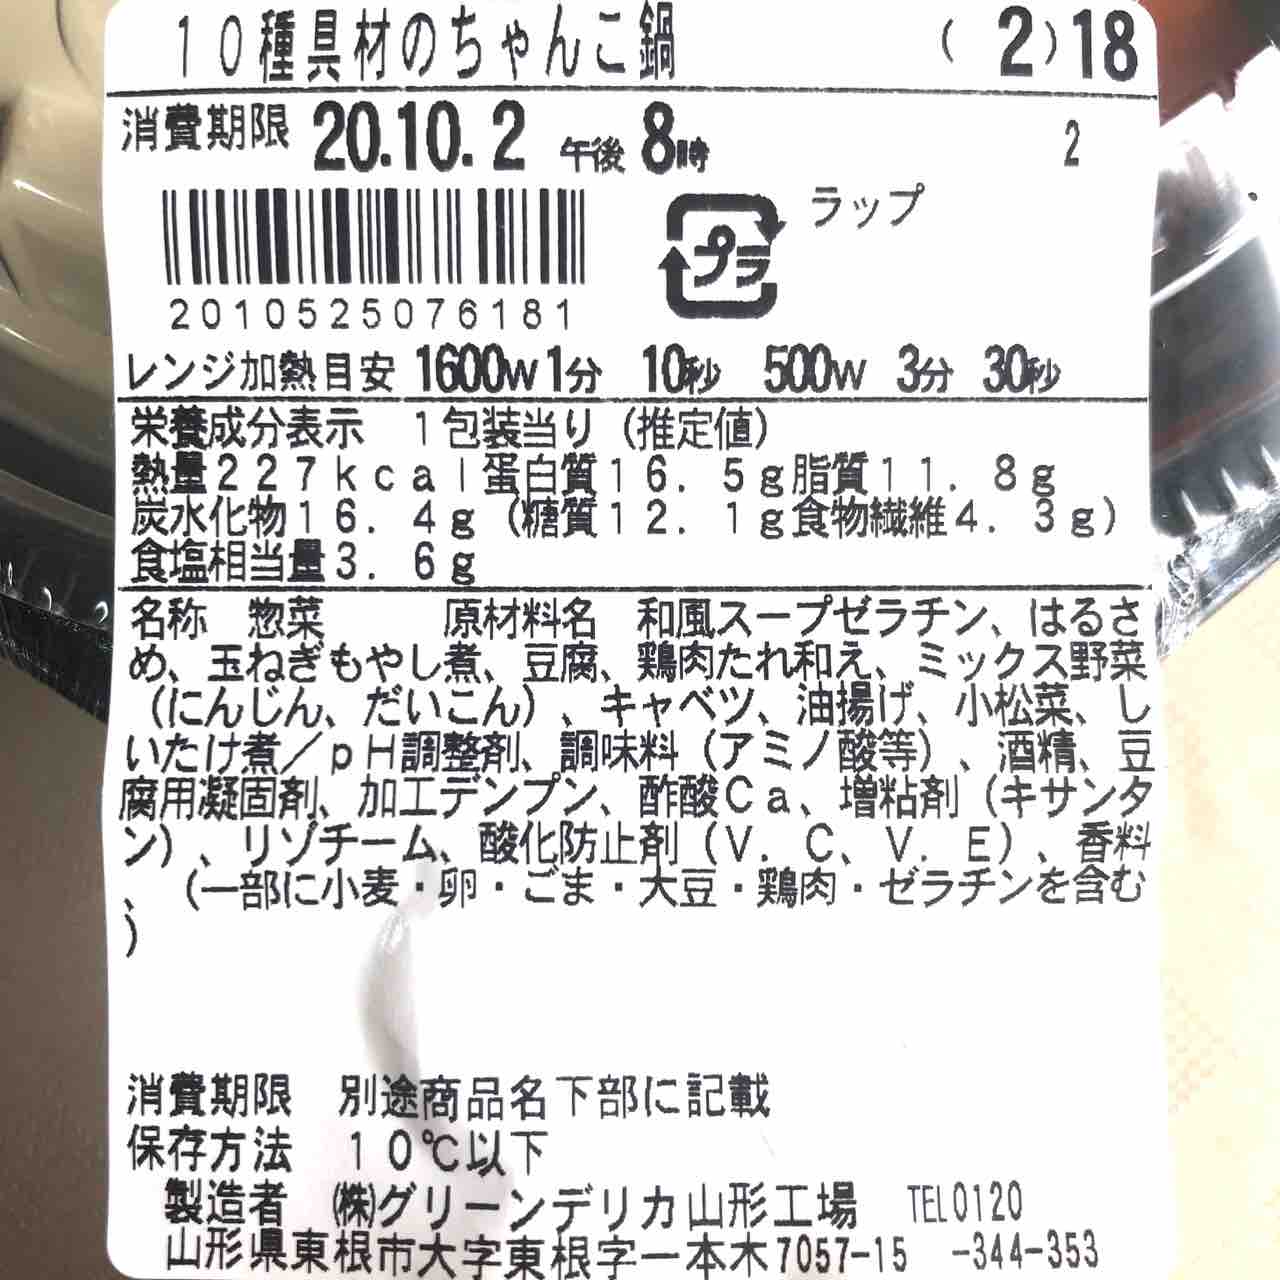 10種具材のちゃんこ鍋 (2)18
消費期限 20.10.2 午後 8時 2
ラップ
プラ
2010525076181
レンジ加熱目安 1600W 1分 10秒 500W 3分 30秒
栄養成分表示 1包装当り(推定値)
熱量227kcal蛋白質16.5g脂質11.8g
炭水化物16.4g(糖質12.1g食物繊維4.3g)
食塩相当量3.6g
名称 惣菜 原材料名 和風スープゼラチン、はるさ
め、玉ねぎもやし煮、豆腐、鶏肉たれ和え、ミックス野菜
(にんじん、だいこん)、キャベツ、油揚げ、小松菜、し
いたけ煮/pH調整剤、調味料(アミノ酸等)、酒精、豆
腐用凝固剤、加工デンプン、酢酸Ca、増粘剤(キサンタ
ン)、リゾチーム、酸化防止剤(V.C、V.E)、香料
、(一部に小麦・卵・ごま・大豆・鶏肉・ゼラチンを含む
)
消費期限 別途商品名下部に記載
保存方法 10℃以下
製造者 ㈱グリーンデリカ山形工場 TEL0120
山形県東根市大字東根字一本木7057-15 -344-353